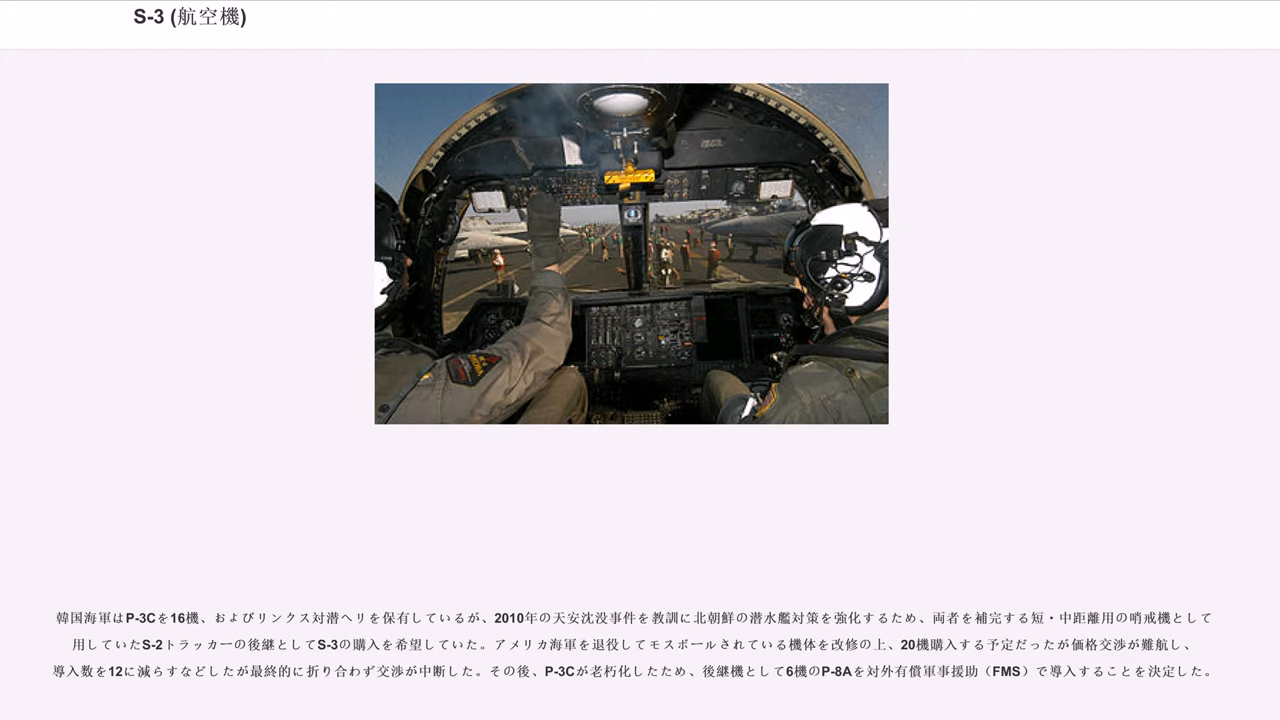 S-3 (航空機)
韓国海軍はP-3Cを16機、およびリンクス対潜ヘリを保有しているが、2010年の天安沈没事件を教訓に北朝鮮の潜水艦対策を強化するため、両者を補完する短・中距離用の哨戒機として
用していたS-2トラッカーの後継としてS-3の購入を希望していた。アメリカ海軍を退役してモスボールされている機体を改修の上、20機購入する予定だったが価格交渉が難航し、
導入数を12に減らすなどしたが最終的に折り合わず交渉が中断した。その後、P-3Cが老朽化したため、後継機として6機のP-8Aを対外有償軍事援助（FMS）で導入することを決定した。